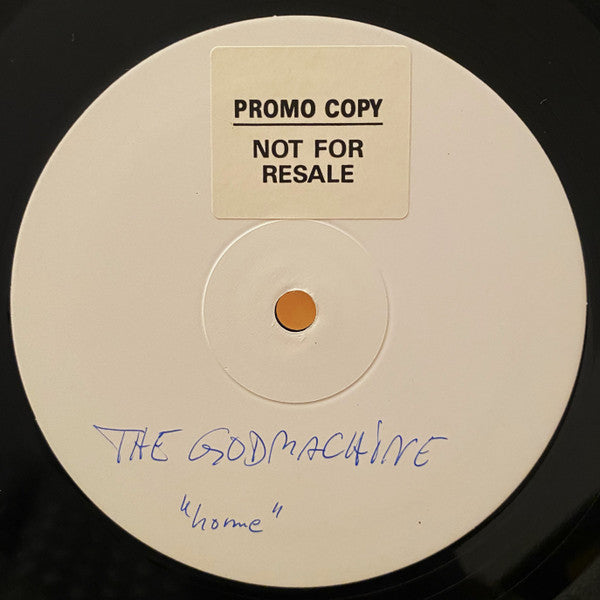 PROMO COPY
NOT FOR
RESALE
THE GODMACHINE
"home"